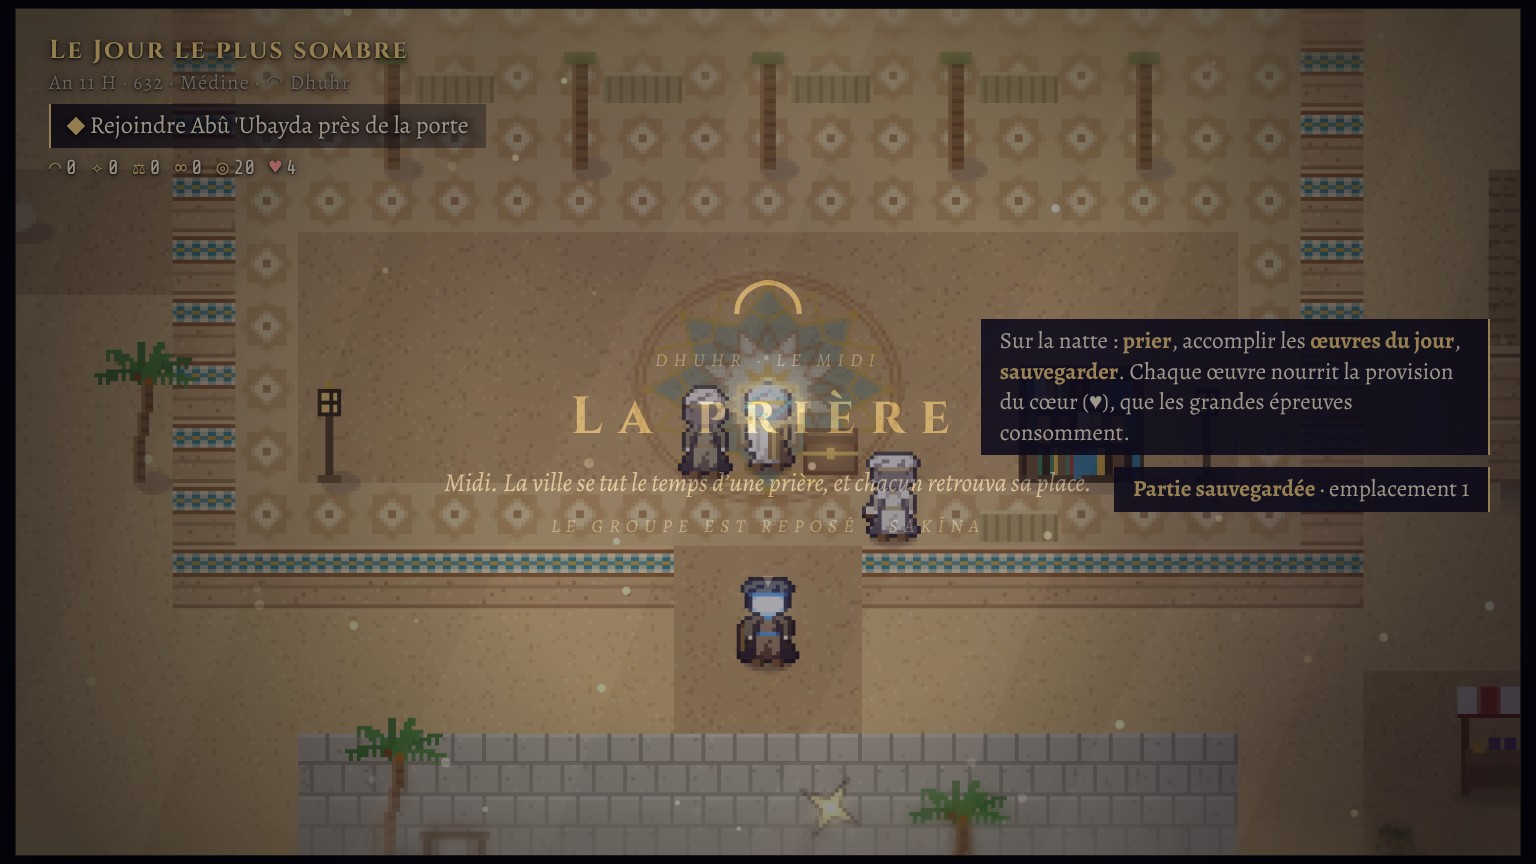 LE JOUR LE PLUS SOMBRE
An 11 H · 632 · Médine · ◠ Dhuhr
◆ Rejoindre Abû 'Ubayda près de la porte
◠0 ✧0 ⚖0 ∞0 ◎20 ♥4
DHUHR · LE MIDI
LA PRIÈRE
Midi. La ville se tut le temps d'une prière, et chacun retrouva sa place.
LE GROUPE EST REPOSÉ · SAKÎNA
Sur la natte : prier, accomplir les œuvres du jour,
sauvegarder. Chaque œuvre nourrit la provision
du cœur (♥), que les grandes épreuves
consomment.
Partie sauvegardée · emplacement 1